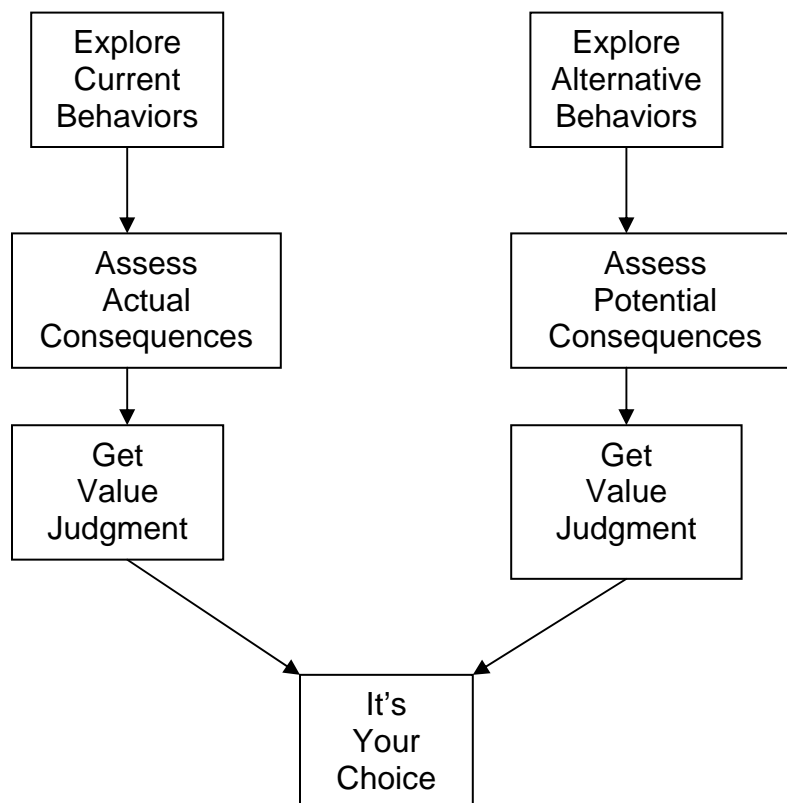 Explore
Current
Behaviors
Explore
Alternative
Behaviors
Assess
Actual
Consequences
Assess
Potential
Consequences
Get
Value
Judgment
Get
Value
Judgment
It’s
Your
Choice